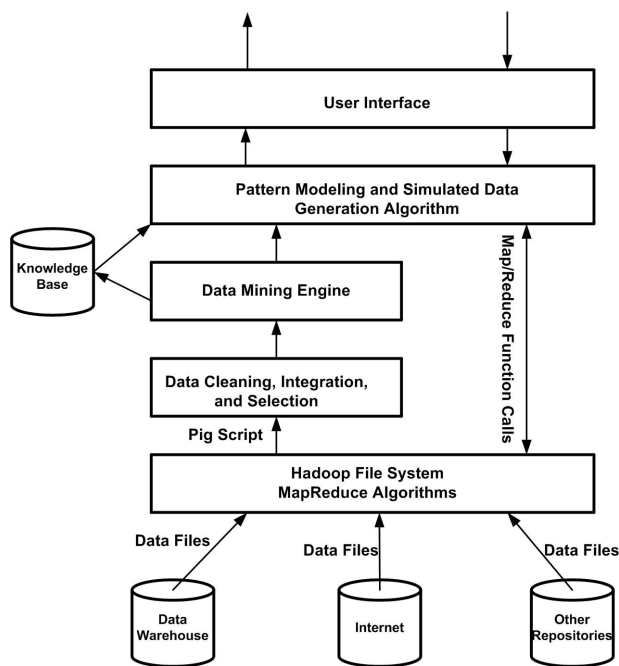 User Interface
Pattern Modeling and Simulated Data
Generation Algorithm
Knowledge
Base
Data Mining Engine
Map/Reduce Function Calls
Data Cleaning, Integration,
and Selection
Pig Script
Hadoop File System
MapReduce Algorithms
Data Files
Data Files
Data Files
Data
Warehouse
Internet
Other
Repositories